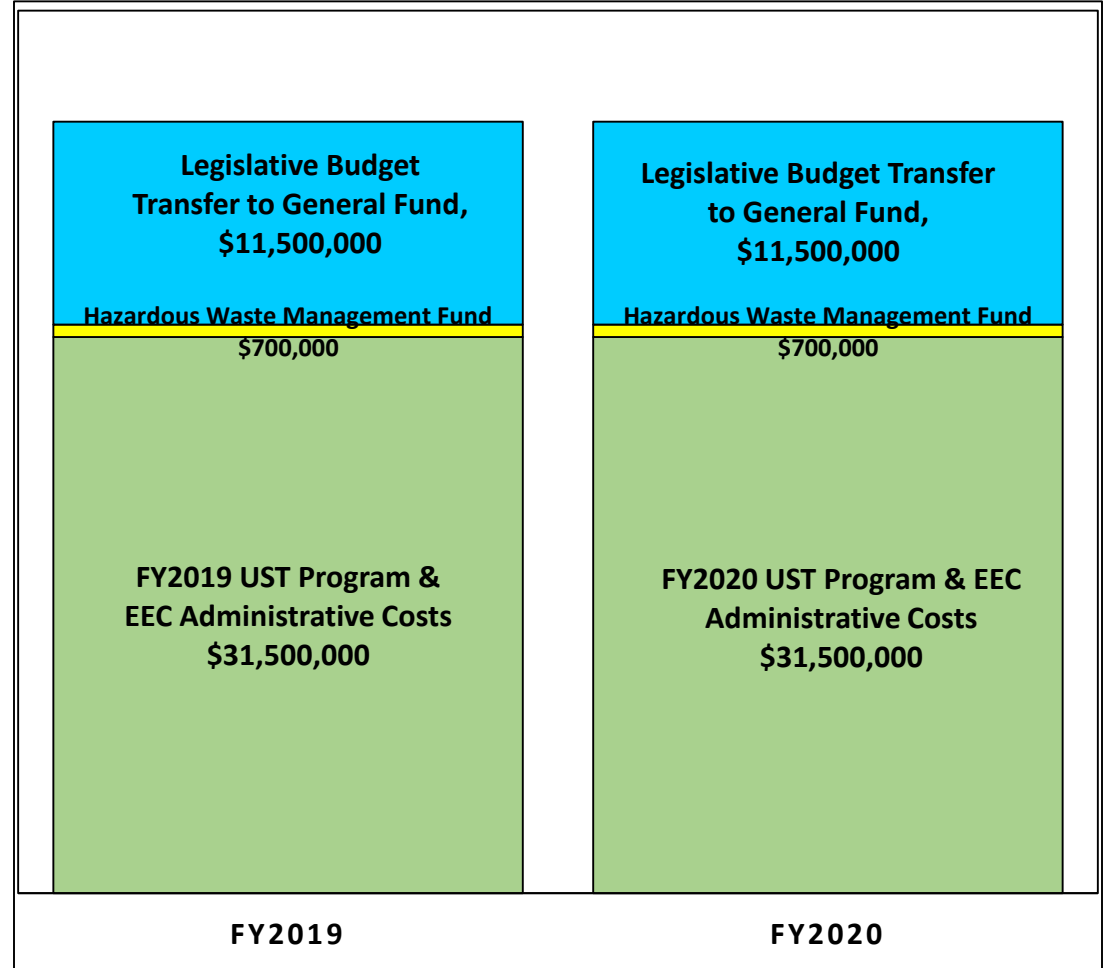 Legislative Budget
Transfer to General Fund,
$11,500,000
Hazardous Waste Management Fund
$700,000
FY2019 UST Program &
EEC Administrative Costs
$31,500,000
FY2019
Legislative Budget Transfer
to General Fund,
$11,500,000
Hazardous Waste Management Fund
$700,000
FY2020 UST Program & EEC
Administrative Costs
$31,500,000
FY2020